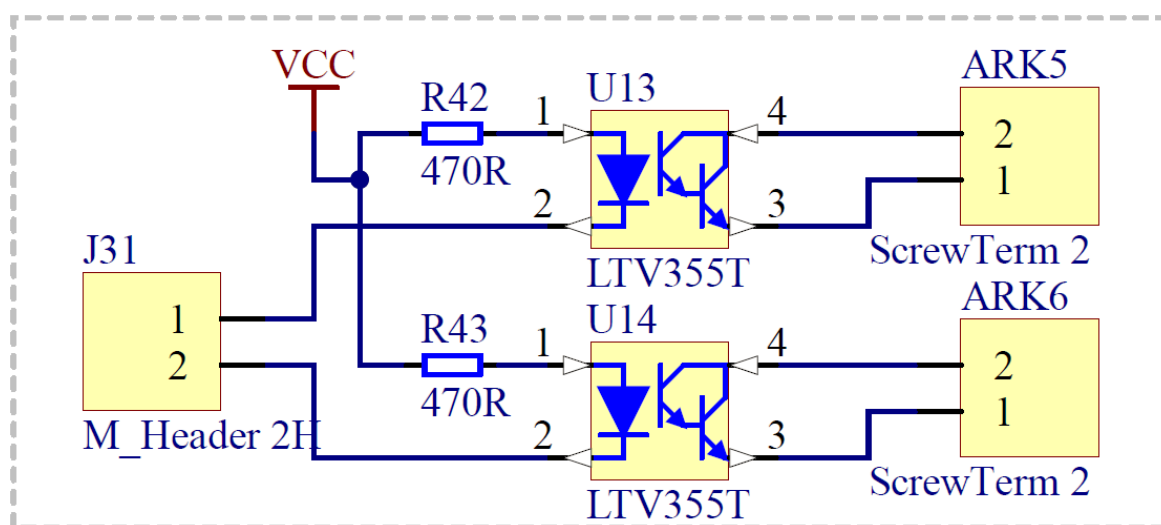 VCC
R42
470R
1
2
U13
4
3
LTV355T
ARK5
2
1
ScrewTerm 2
J31
1
2
M_Header 2H
R43
470R
1
2
U14
4
3
LTV355T
ARK6
2
1
ScrewTerm 2